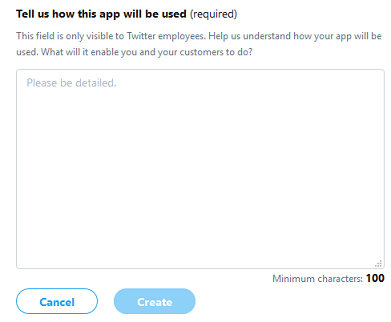 Tell us how this app will be used (required)
This field is only visible to Twitter employees. Help us understand how your app will be
used. What will it enable you and your customers to do?
Please be detailed.
Minimum characters: 100
Cancel
Create